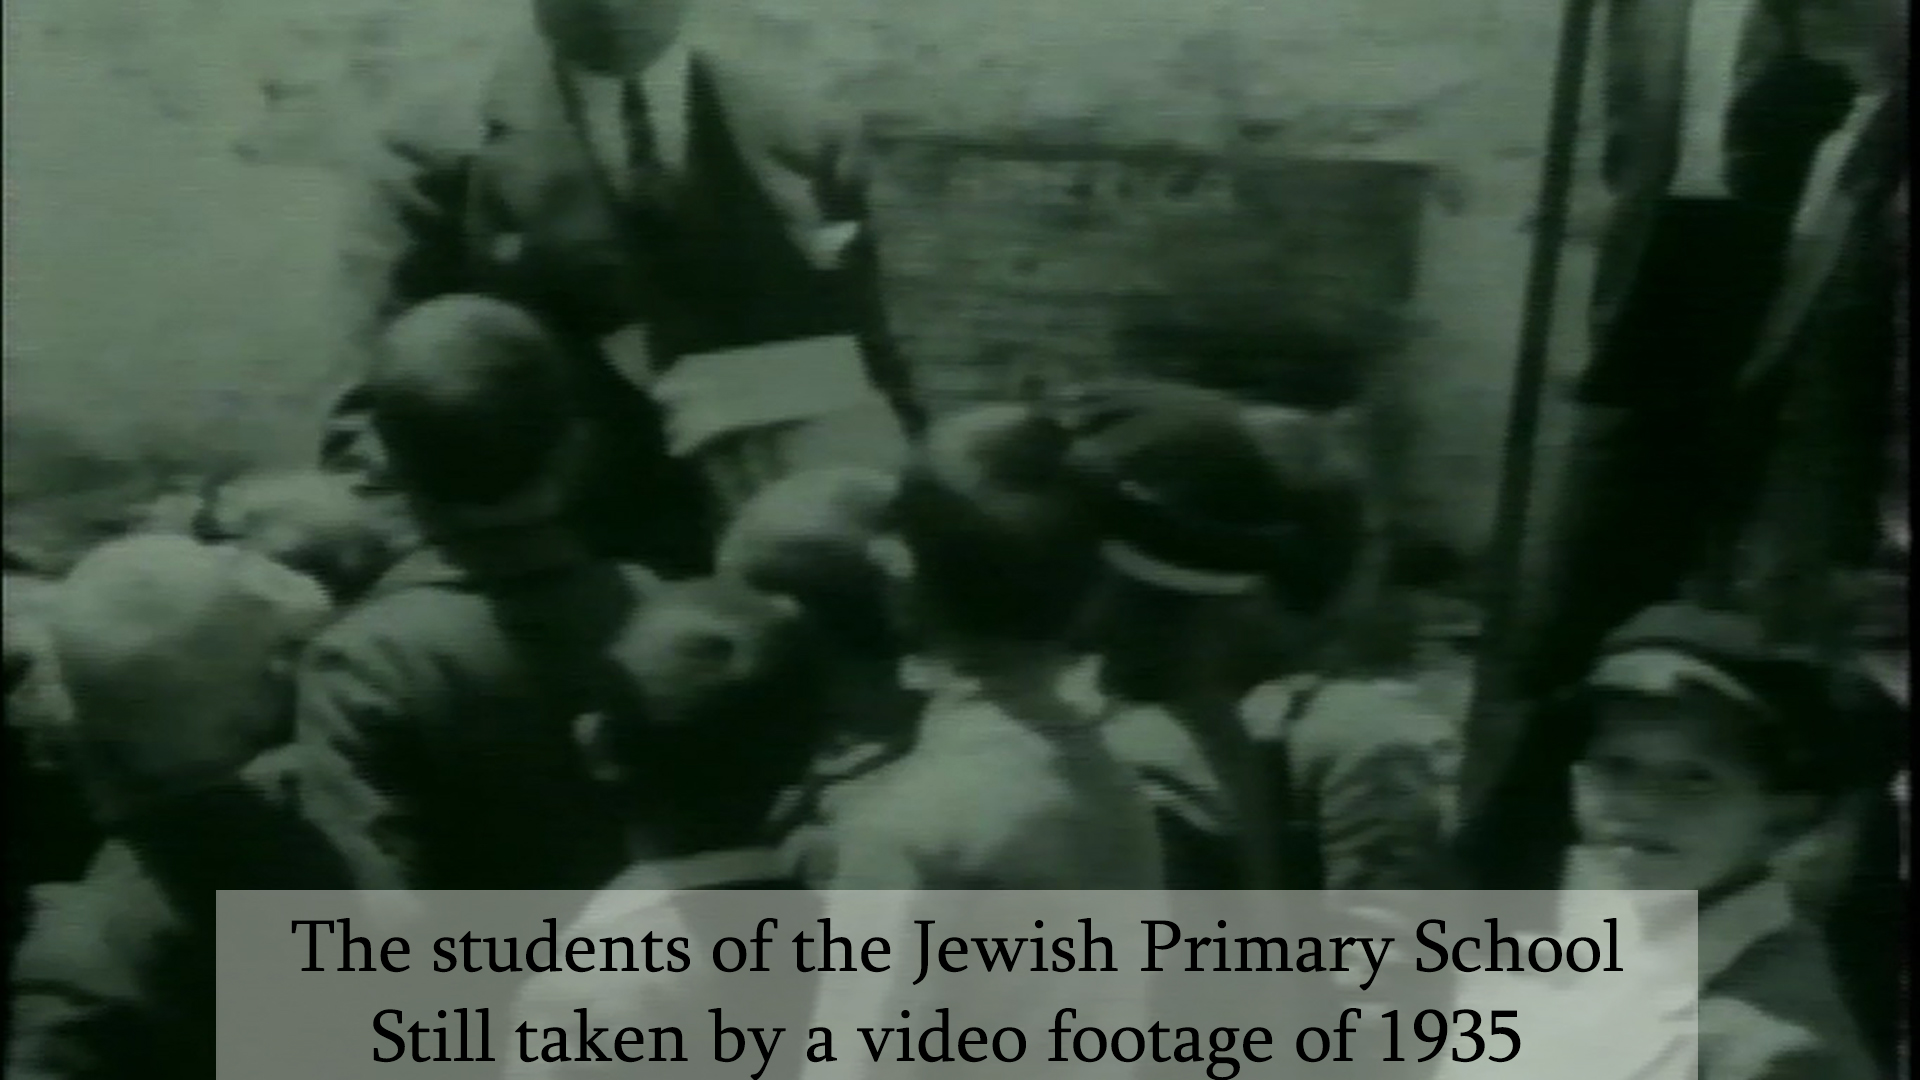 The students of the Jewish Primary School
Still taken by a video footage of 1935